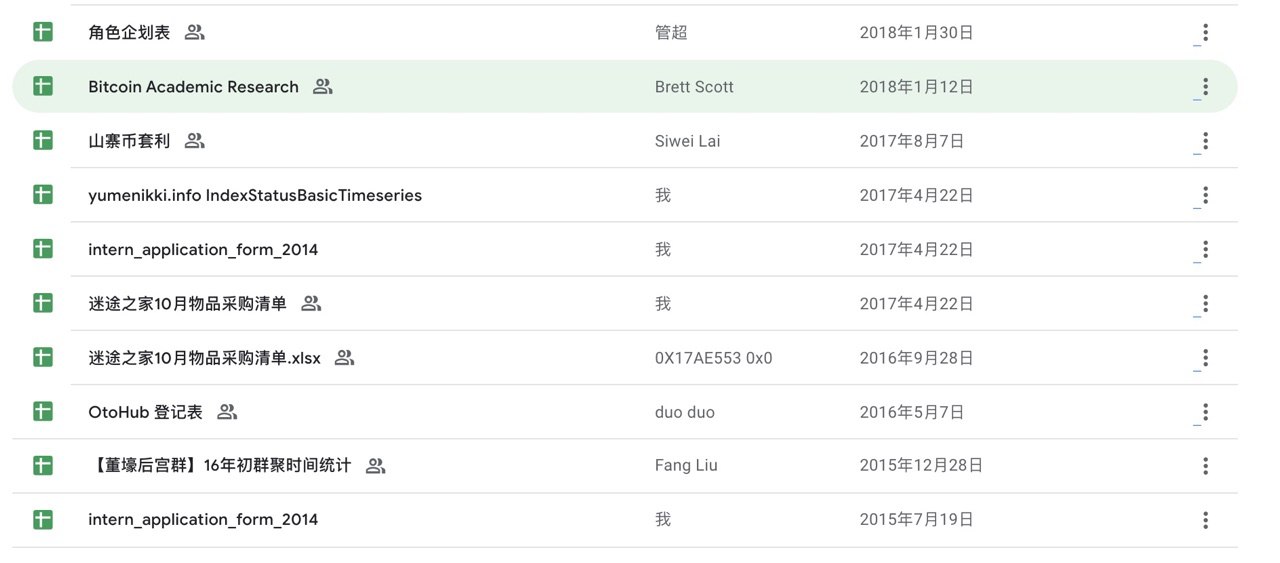 角色企划表 管超 2018年1月30日
Bitcoin Academic Research Brett Scott 2018年1月12日
山寨币套利 Siwei Lai 2017年8月7日
yumenikki.info IndexStatusBasicTimeseries 我 2017年4月22日
intern_application_form_2014 我 2017年4月22日
迷途之家10月物品采购清单 我 2017年4月22日
迷途之家10月物品采购清单.xlsx 0X17AE553 0x0 2016年9月28日
OtoHub 登记表 duo duo 2016年5月7日
【董壕后宫群】16年初群聚时间统计 Fang Liu 2015年12月28日
intern_application_form_2014 我 2015年7月19日